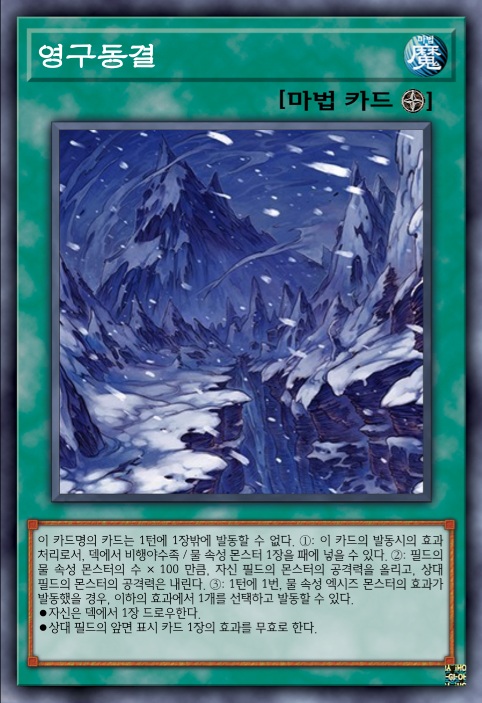 영구동결
마법
魔
[마법 카드]
이 카드명의 카드는 1턴에 1장밖에 발동할 수 없다. ①: 이 카드의 발동시의 효과
처리로서, 덱에서 비행야수족 / 물 속성 몬스터 1장을 패에 넣을 수 있다. ②: 필드의
물 속성 몬스터의 수 × 100 만큼, 자신 필드의 몬스터의 공격력을 올리고, 상대
필드의 몬스터의 공격력은 내린다. ③: 1턴에 1번, 물 속성 엑시즈 몬스터의 효과가
발동했을 경우, 이하의 효과에서 1개를 선택하고 발동할 수 있다.
●자신은 덱에서 1장 드로우한다.
●상대 필드의 앞면 표시 카드 1장의 효과를 무효로 한다.